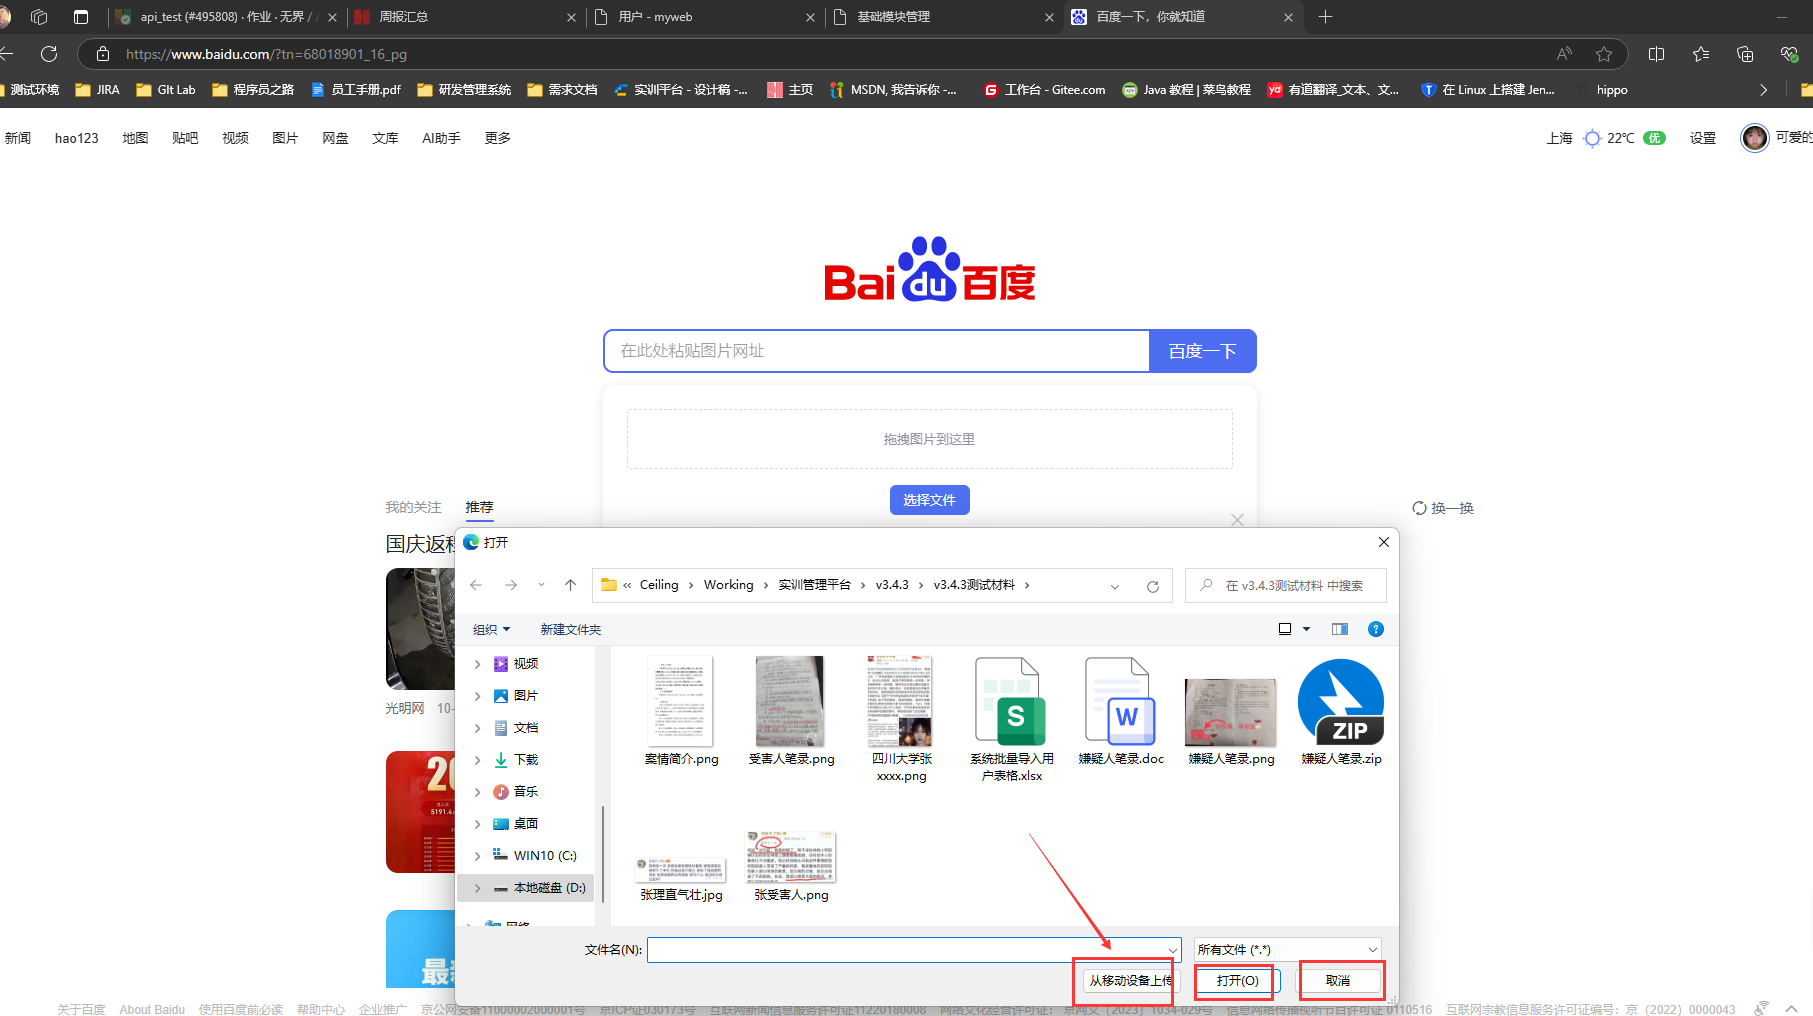 api_test (#495808) · 作业 · 无界 /
周报汇总
用户 - myweb
基础模块管理
百度一下，你就知道
https://www.baidu.com/?tn=68018901_16_pg
测试环境
JIRA
Git Lab
程序员之路
员工手册.pdf
研发管理系统
需求文档
实训平台 - 设计稿 -...
主页
MSDN, 我告诉你 -...
工作台 - Gitee.com
Java 教程 | 菜鸟教程
有道翻译_文本、文...
在 Linux 上搭建 Jen...
hippo
新闻
hao123
地图
贴吧
视频
图片
网盘
文库
AI助手
更多
上海
22℃
优
设置
可爱的
Bai du 百度
在此处粘贴图片网址
百度一下
拖拽图片到这里
选择文件
我的关注
推荐
换一换
国庆返程
光明网 10-
打开
« Ceiling › Working › 实训管理平台 › v3.4.3 › v3.4.3测试材料 ›
在 v3.4.3测试材料 中搜索
组织
新建文件夹
视频
图片
文档
下载
音乐
桌面
WIN10 (C:)
本地磁盘 (D:)
网络
案情简介.png
受害人笔录.png
四川大学张
xxxx.png
S
系统批量导入用
户表格.xlsx
W
嫌疑人笔录.doc
嫌疑人笔录.png
ZIP
嫌疑人笔录.zip
张理直气壮.jpg
张受害人.png
文件名(N):
所有文件 (*.*)
从移动设备上传
打开(O)
取消
20
5191.4
最
关于百度
About Baidu
使用百度前必读
帮助中心
企业推广
京公网安备11000002000001号
京ICP证030173号
互联网新闻信息服务许可证11220180008
网络文化经营许可证： 京网文〔2023〕1034-029号
信息网络传播视听节目许可证 0110516
互联网宗教信息服务许可证编号：京（2022）0000043